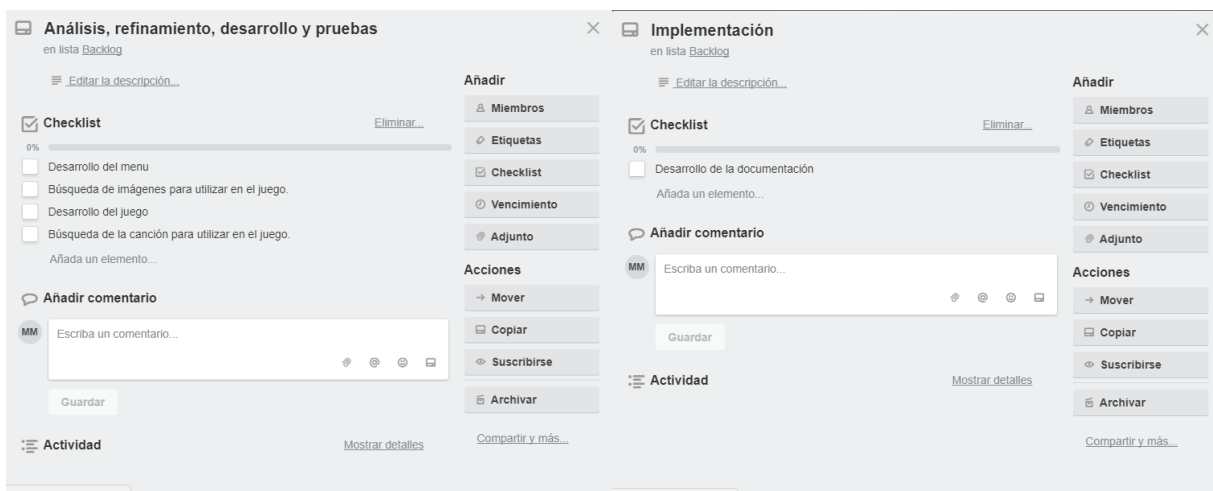 Análisis, refinamiento, desarrollo y pruebas
en lista Backlog
Editar la descripción...
Checklist
Eliminar...
0%
Desarrollo del menu
Búsqueda de imágenes para utilizar en el juego.
Desarrollo del juego
Búsqueda de la canción para utilizar en el juego.
Añada un elemento...
Añadir comentario
MM
Escriba un comentario...
Guardar
Actividad
Mostrar detalles
Añadir
Miembros
Etiquetas
Checklist
Vencimiento
Adjunto
Acciones
Mover
Copiar
Suscribirse
Archivar
Compartir y más...
Implementación
en lista Backlog
Editar la descripción...
Checklist
Eliminar...
0%
Desarrollo de la documentación
Añada un elemento...
Añadir comentario
MM
Escriba un comentario...
Guardar
Actividad
Mostrar detalles
Añadir
Miembros
Etiquetas
Checklist
Vencimiento
Adjunto
Acciones
Mover
Copiar
Suscribirse
Archivar
Compartir y más...